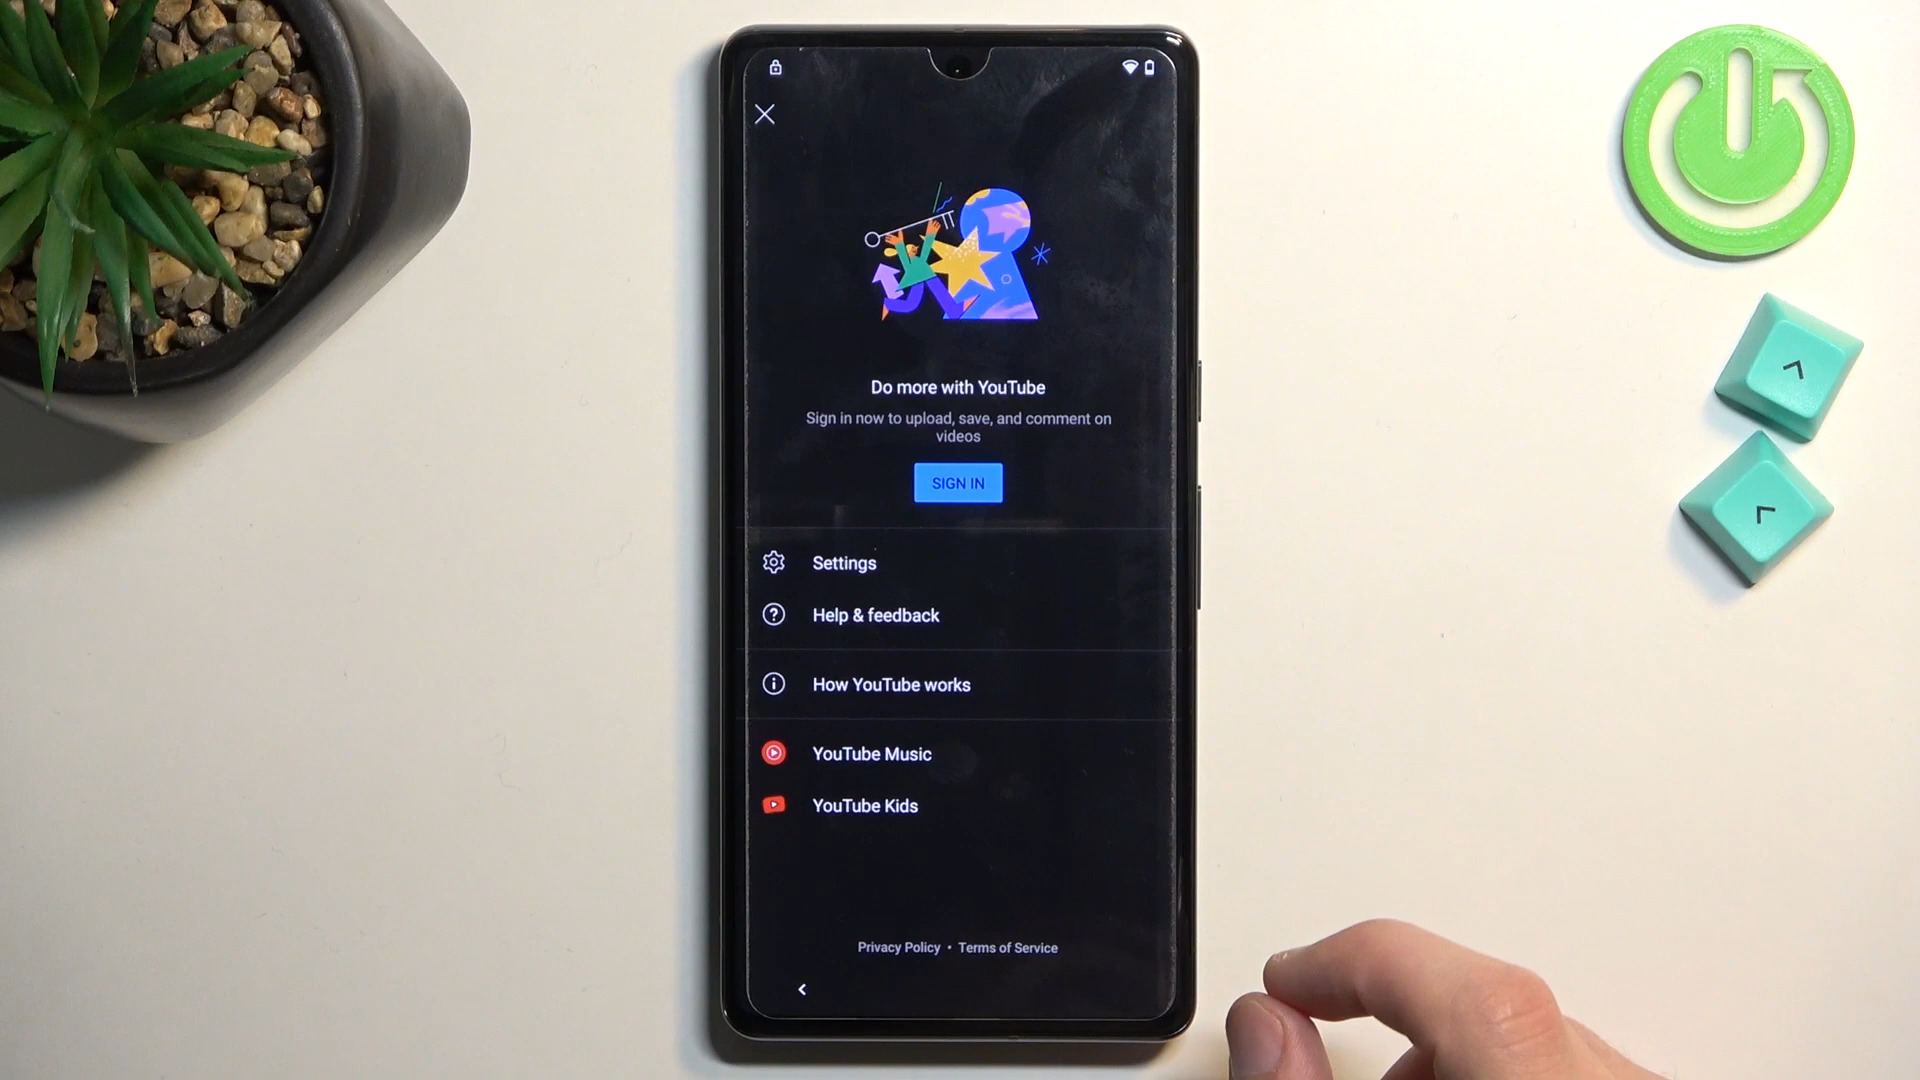 Do more with YouTube
Sign in now to upload, save, and comment on
videos
SIGN IN
Settings
Help & feedback
How YouTube works
YouTube Music
YouTube Kids
Privacy Policy • Terms of Service